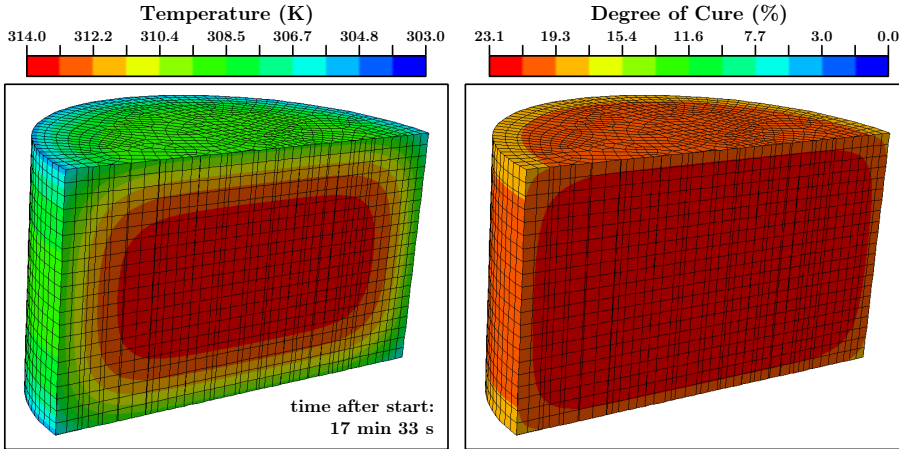 Temperature (K)
314.0 312.2 310.4 308.5 306.7 304.8 303.0
Degree of Cure (%)
23.1 19.3 15.4 11.6 7.7 3.0 0.0
time after start:
17 min 33 s